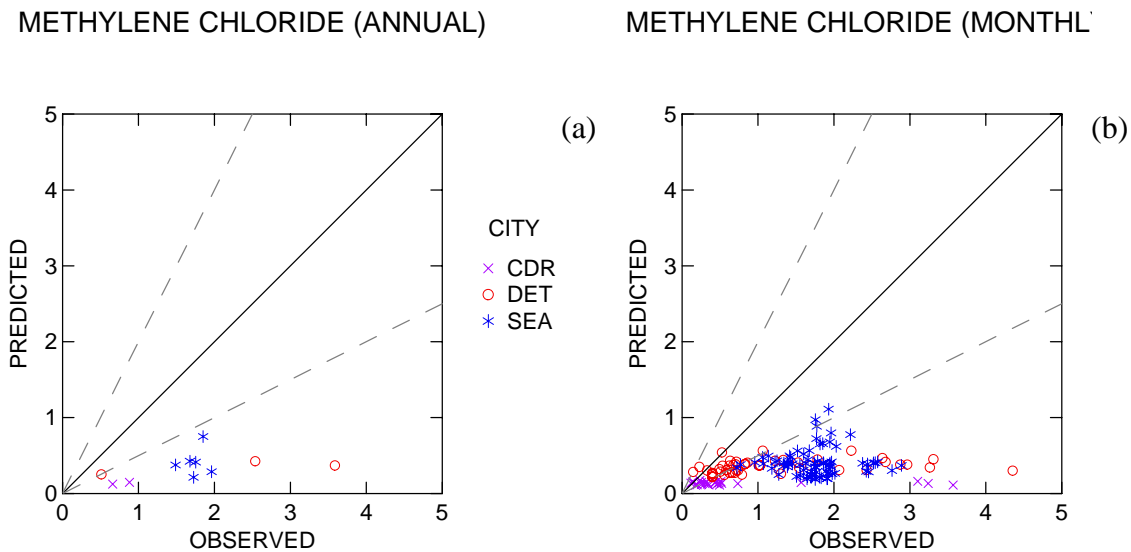 METHYLENE CHLORIDE (ANNUAL)
5
4
3
2
1
0
PREDICTED
0 1 2 3 4 5
OBSERVED
(a)
CITY
CDR
DET
SEA
METHYLENE CHLORIDE (MONTHL
5
4
3
2
1
0
PREDICTED
0 1 2 3 4 5
OBSERVED
(b)